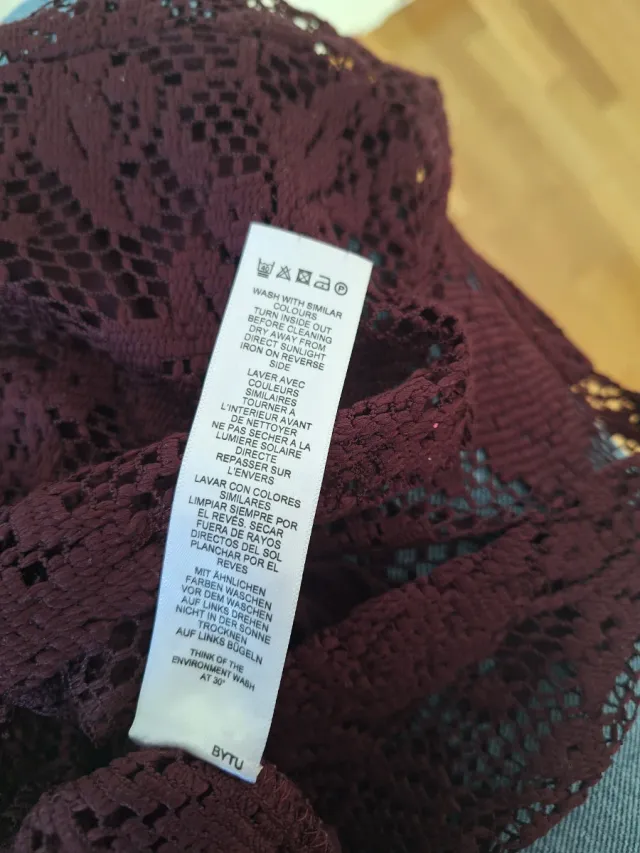 WASH WITH SIMILAR
COLOURS
TURN INSIDE OUT
BEFORE CLEANING
DRY AWAY FROM
DIRECT SUNLIGHT
IRON ON REVERSE
SIDE
LAVER AVEC
COULEURS
SIMILAIRES
TOURNER A
L'INTERIEUR AVANT
DE NETTOYER
NE PAS SECHER A LA
LUMIERE SOLAIRE
DIRECTE
REPASSER SUR
L'ENVERS
LAVAR CON COLORES
SIMILARES
LIMPIAR SIEMPRE POR
EL REVÉS. SECAR
FUERA DE RAYOS
DIRECTOS DEL SOL
PLANCHAR POR EL
REVES
MIT ÄHNLICHEN
FARBEN WASCHEN
VOR DEM WASCHEN
AUF LINKS DREHEN
NICHT IN DER SONNE
TROCKNEN
AUF LINKS BÜGELN
THINK OF THE
ENVIRONMENT WASH
AT 30°
BYTU